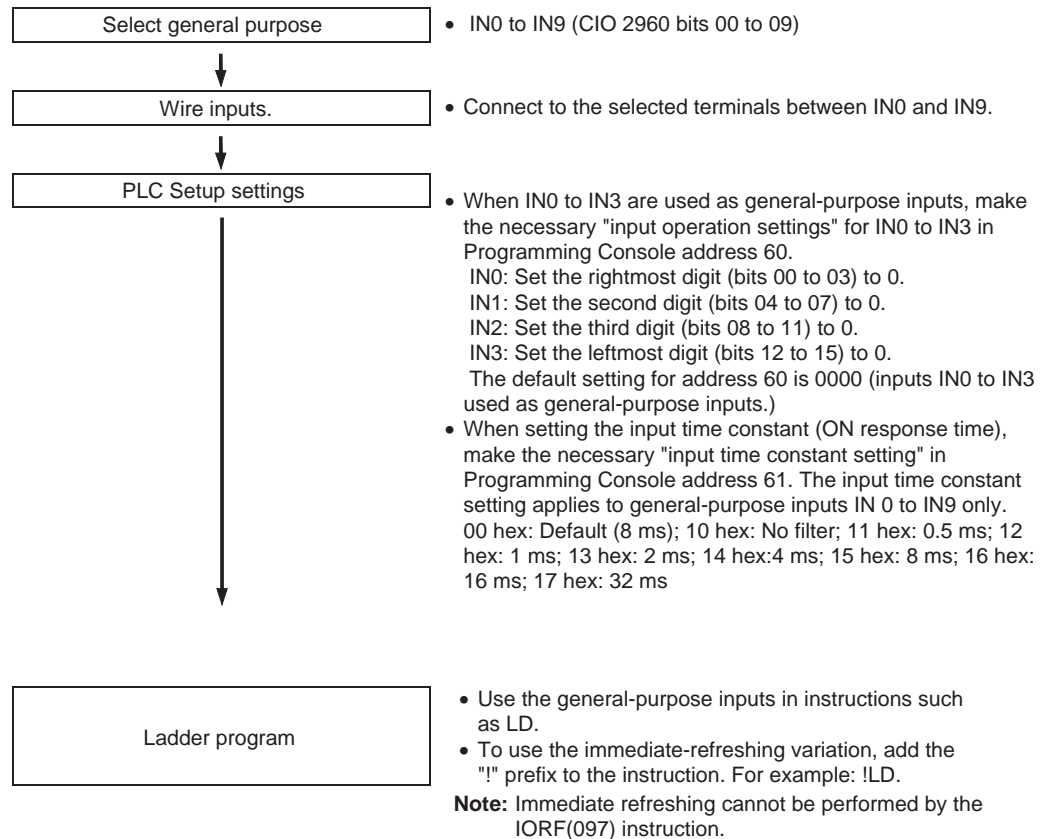 Select general purpose
• IN0 to IN9 (CIO 2960 bits 00 to 09)
Wire inputs.
• Connect to the selected terminals between IN0 and IN9.
PLC Setup settings
• When IN0 to IN3 are used as general-purpose inputs, make
the necessary "input operation settings" for IN0 to IN3 in
Programming Console address 60.
IN0: Set the rightmost digit (bits 00 to 03) to 0.
IN1: Set the second digit (bits 04 to 07) to 0.
IN2: Set the third digit (bits 08 to 11) to 0.
IN3: Set the leftmost digit (bits 12 to 15) to 0.
The default setting for address 60 is 0000 (inputs IN0 to IN3
used as general-purpose inputs.)
• When setting the input time constant (ON response time),
make the necessary "input time constant setting" in
Programming Console address 61. The input time constant
setting applies to general-purpose inputs IN 0 to IN9 only.
00 hex: Default (8 ms); 10 hex: No filter; 11 hex: 0.5 ms; 12
hex: 1 ms; 13 hex: 2 ms; 14 hex:4 ms; 15 hex: 8 ms; 16 hex:
16 ms; 17 hex: 32 ms
Ladder program
• Use the general-purpose inputs in instructions such
as LD.
• To use the immediate-refreshing variation, add the
"!" prefix to the instruction. For example: !LD.
Note: Immediate refreshing cannot be performed by the
IORF(097) instruction.